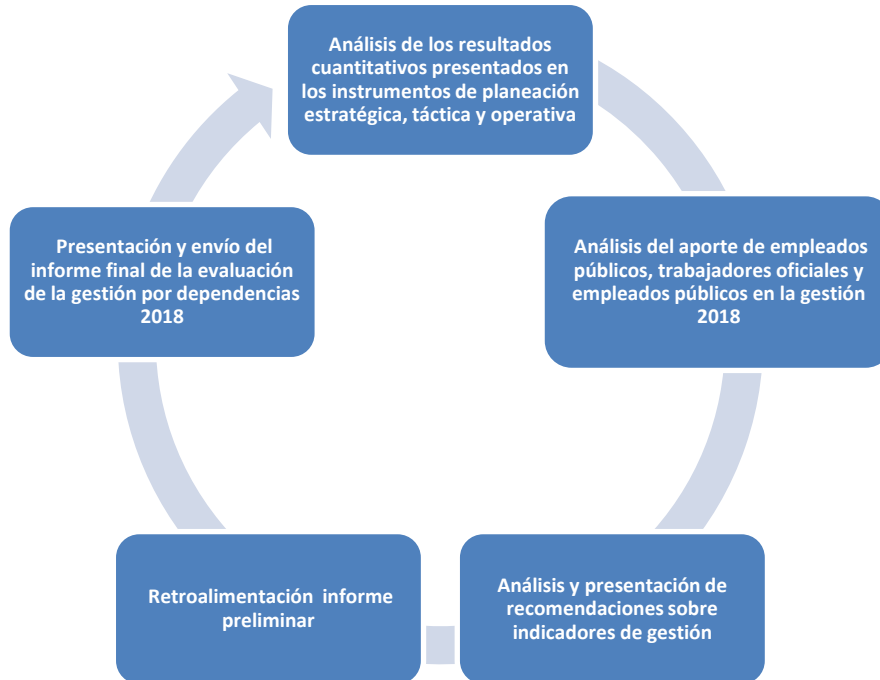 Análisis de los resultados
cuantitativos presentados en
los instrumentos de planeación
estratégica, táctica y operativa
Análisis del aporte de empleados
públicos, trabajadores oficiales y
empleados públicos en la gestión
2018
Análisis y presentación de
recomendaciones sobre
indicadores de gestión
Retroalimentación informe
preliminar
Presentación y envío del
informe final de la evaluación
de la gestión por dependencias
2018